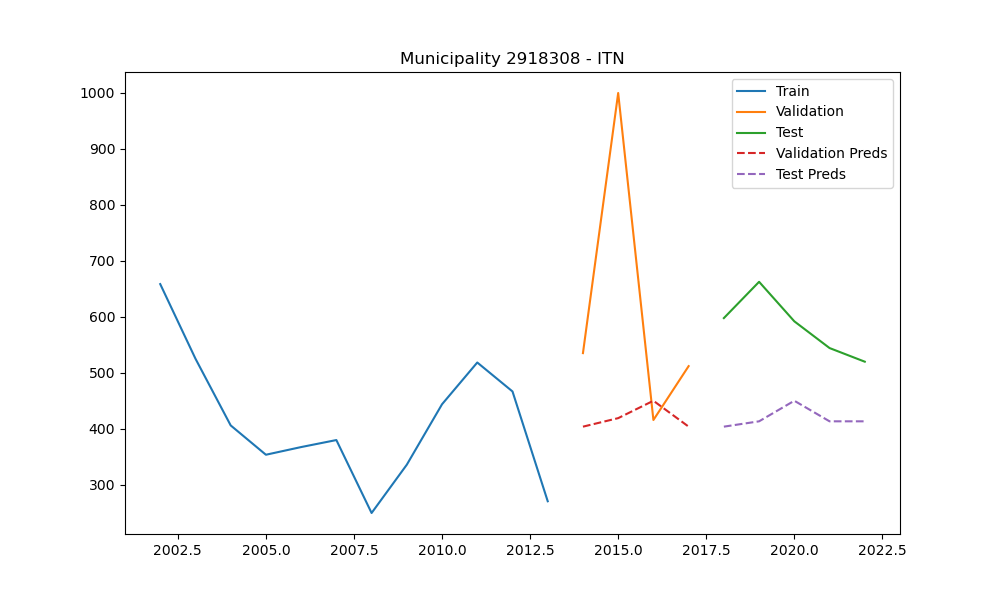 Municipality 2918308 - ITN
1000
900
800
700
600
500
400
300
Train
Validation
Test
Validation Preds
Test Preds
2002.5 2005.0 2007.5 2010.0 2012.5 2015.0 2017.5 2020.0 2022.5